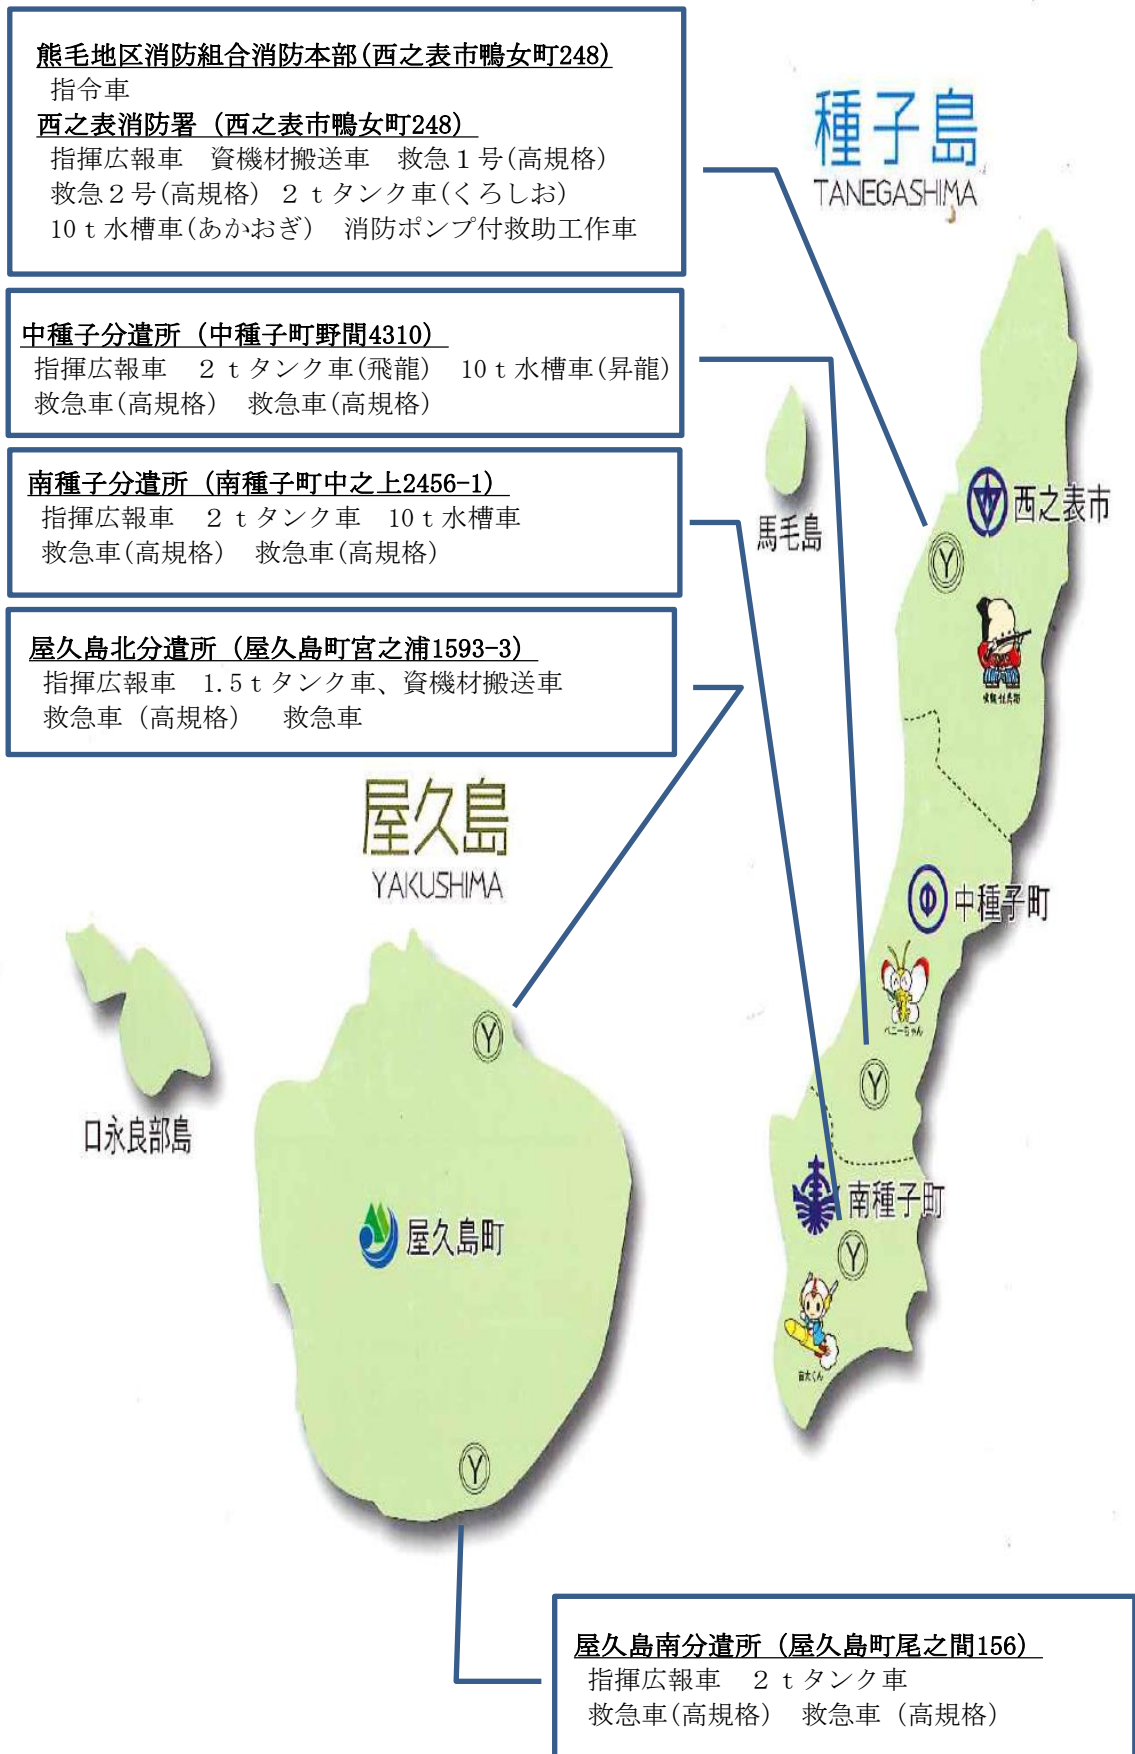 熊毛地区消防組合消防本部(西之表市鴨女町248)
指令車
西之表消防署（西之表市鴨女町248）
指揮広報車　資機材搬送車　救急１号(高規格)
救急２号(高規格) ２ｔタンク車(くろしお)
10ｔ水槽車(あかおぎ)　消防ポンプ付救助工作車
種子島
TANEGASHIMA
中種子分遣所（中種子町野間4310）
指揮広報車　２ｔタンク車(飛龍)　10ｔ水槽車(昇龍)
救急車(高規格)　救急車(高規格)
南種子分遣所（南種子町中之上2456-1）
指揮広報車　２ｔタンク車　10ｔ水槽車
救急車(高規格)　救急車(高規格)
西之表市
馬毛島
屋久島北分遣所（屋久島町宮之浦1593-3）
指揮広報車　1.5ｔタンク車、資機材搬送車
救急車（高規格）　救急車
屋久島
YAKUSHIMA
中種子町
ベニーちゃん
口永良部島
南種子町
屋久島町
宙太くん
Y
Y
Y
Y
Y
屋久島南分遣所（屋久島町尾之間156）
指揮広報車　２ｔタンク車
救急車(高規格)　救急車（高規格）